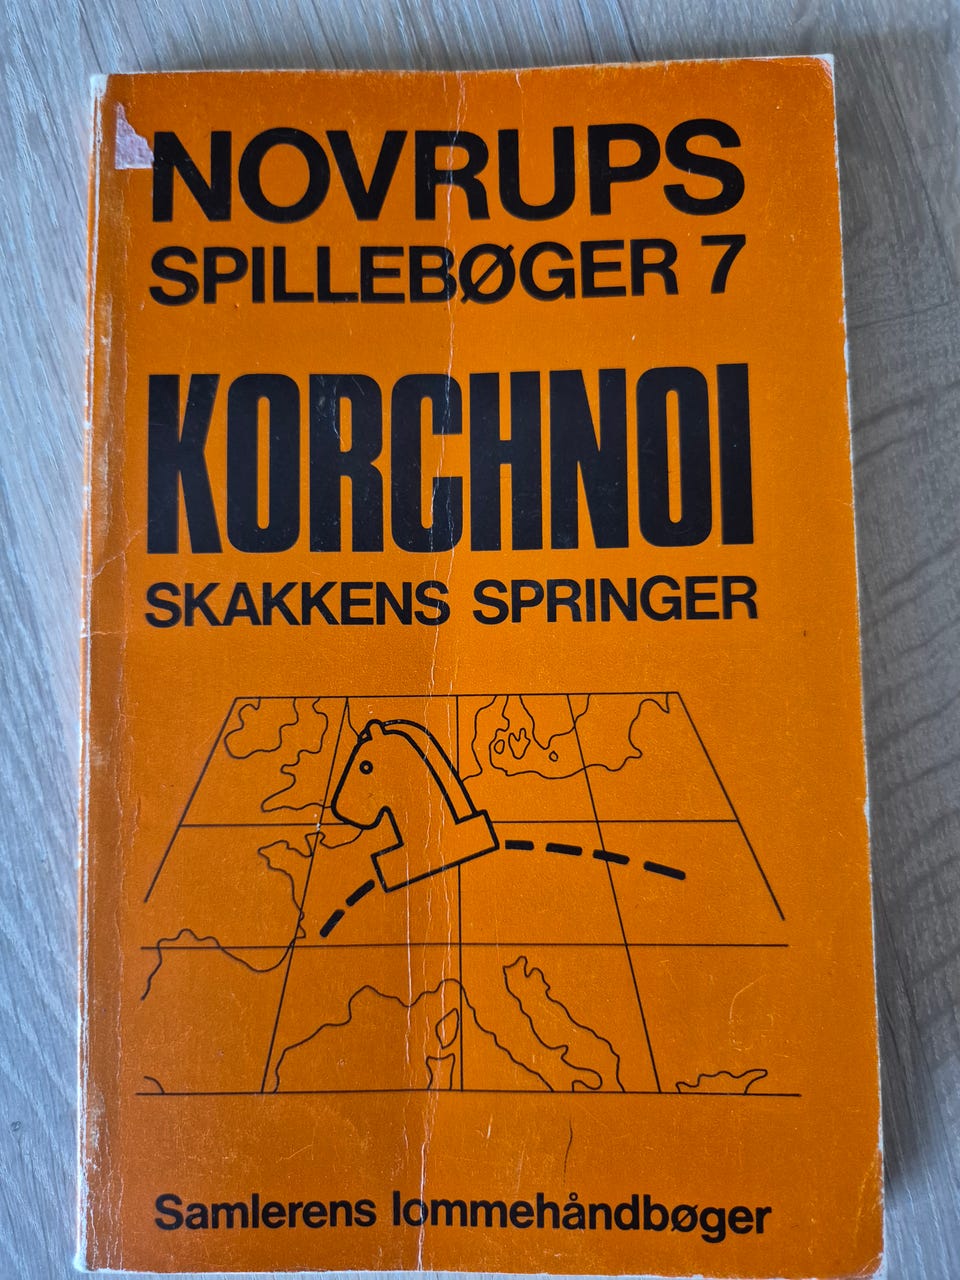 NOVRUPS
SPILLEBØGER 7
KORCHNOI
SKAKKENS SPRINGER
Samlerens lommehåndbøger